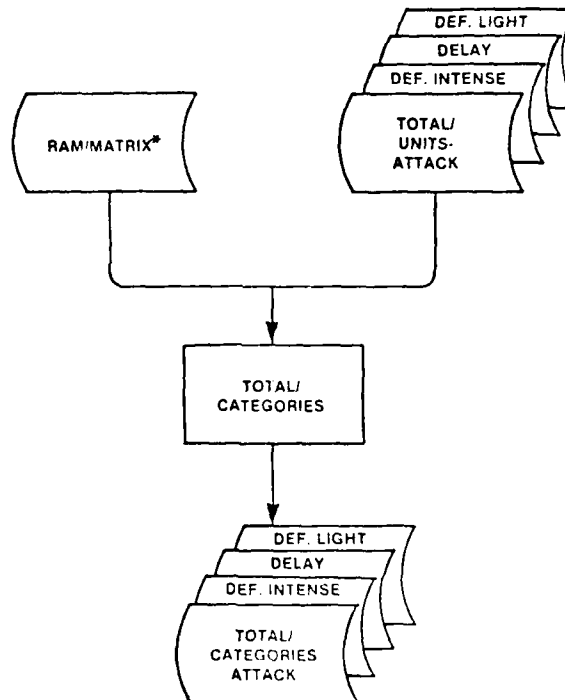 DEF. LIGHT
DELAY
DEF. INTENSE
RAM/MATRIX*
TOTAL/
UNITS-
ATTACK
TOTAL/
CATEGORIES
DEF. LIGHT
DELAY
DEF. INTENSE
TOTAL/
CATEGORIES
ATTACK